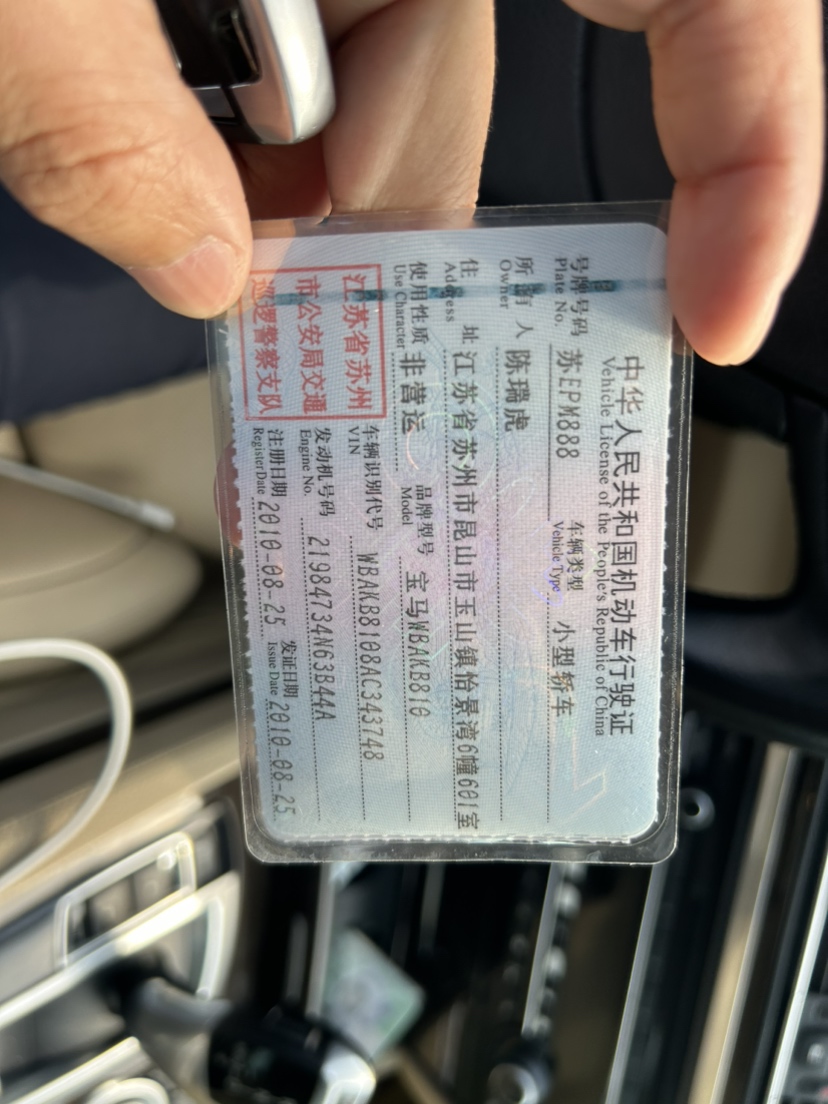 中华人民共和国机动车行驶证
Vehicle License of the People's Republic of China
号牌号码 苏EPM888 车辆类型 小型轿车
Plate No. Vehicle Type
所有人 陈瑞虎
Owner
住址 江苏省苏州市昆山市玉山镇怡景湾6幢601室
Address
使用性质 非营运 品牌型号 宝马WBAKB810
Use Character Model
江苏省苏州
市公安局交通
巡逻警察支队
车辆识别代号 WBAKB8108AC343748
VIN
发动机号码 21984734N63B44A
Engine No.
注册日期 2010-08-25 发证日期 2010-08-25
Register Date Issue Date